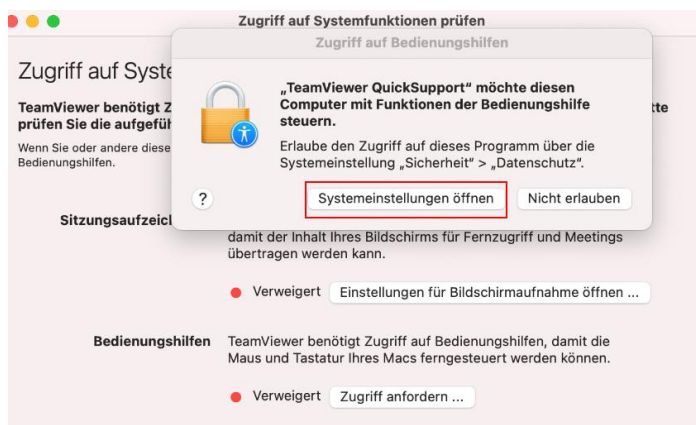 Zugriff auf Systemfunktionen prüfen
Zugriff auf Bedienungshilfen
„TeamViewer QuickSupport“ möchte diesen
Computer mit Funktionen der Bedienungshilfe
steuern.
Erlaube den Zugriff auf dieses Programm über die
Systemeinstellung „Sicherheit“ > „Datenschutz“.
?
Systemeinstellungen öffnen
Nicht erlauben
Zugriff auf Syste
TeamViewer benötigt Z
tte
prüfen Sie die aufgefüh
Wenn Sie oder andere diese
Bedienungshilfen.
Sitzungsaufzeich
damit der Inhalt Ihres Bildschirms für Fernzugriff und Meetings
übertragen werden kann.
Verweigert
Einstellungen für Bildschirmaufnahme öffnen ...
Bedienungshilfen
TeamViewer benötigt Zugriff auf Bedienungshilfen, damit die
Maus und Tastatur Ihres Macs ferngesteuert werden können.
Verweigert
Zugriff anfordern ...